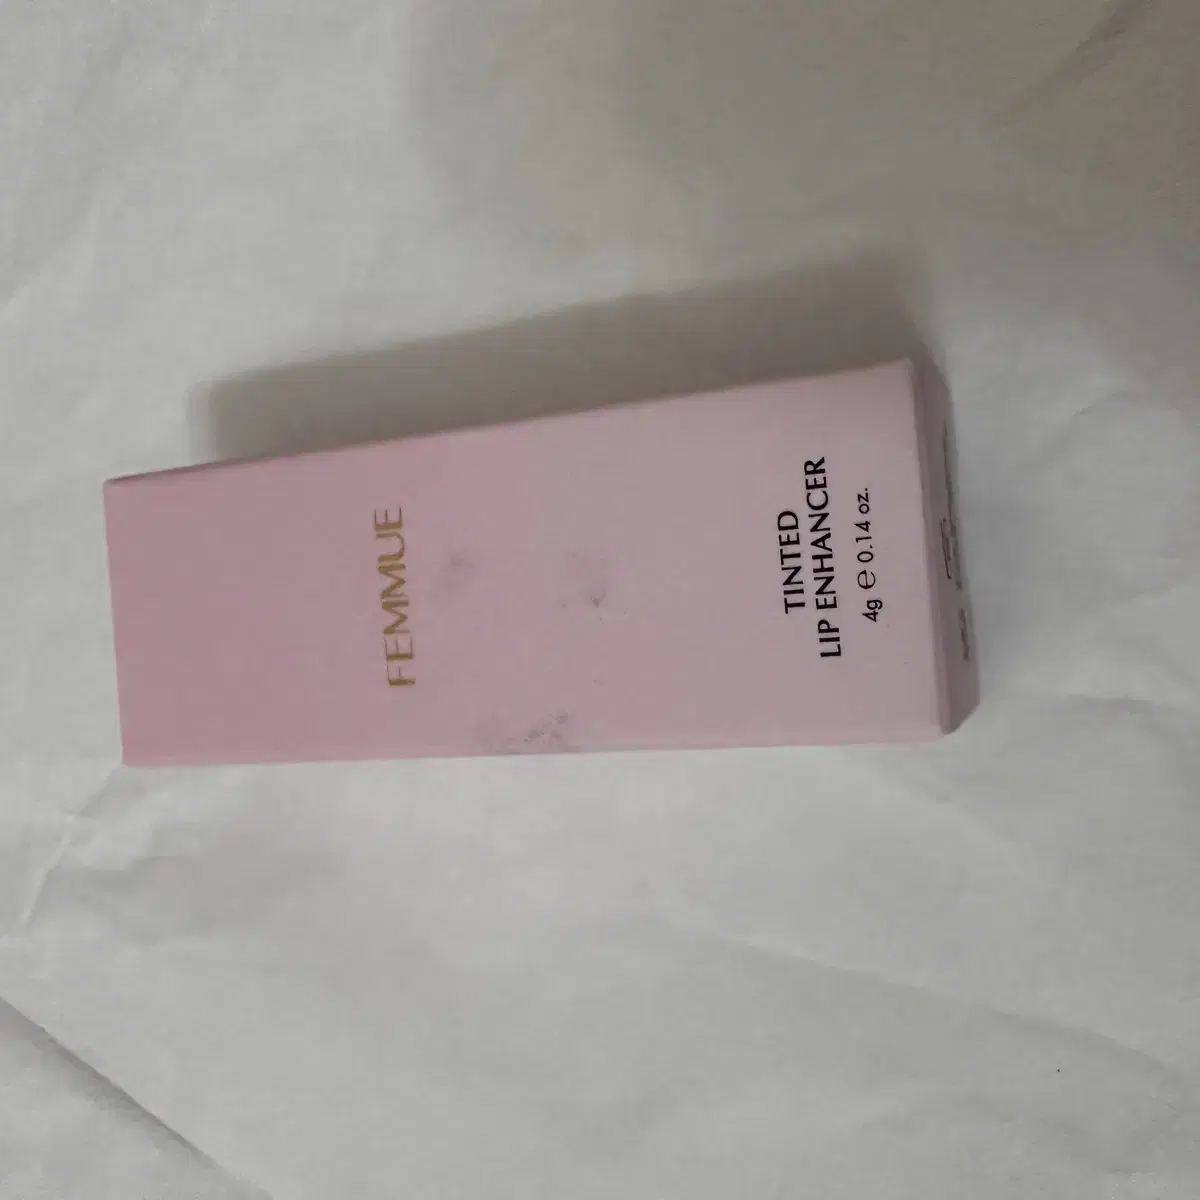 FEMMUE
TINTED
LIP ENHANCER
4g ℮ 0.14 oz.